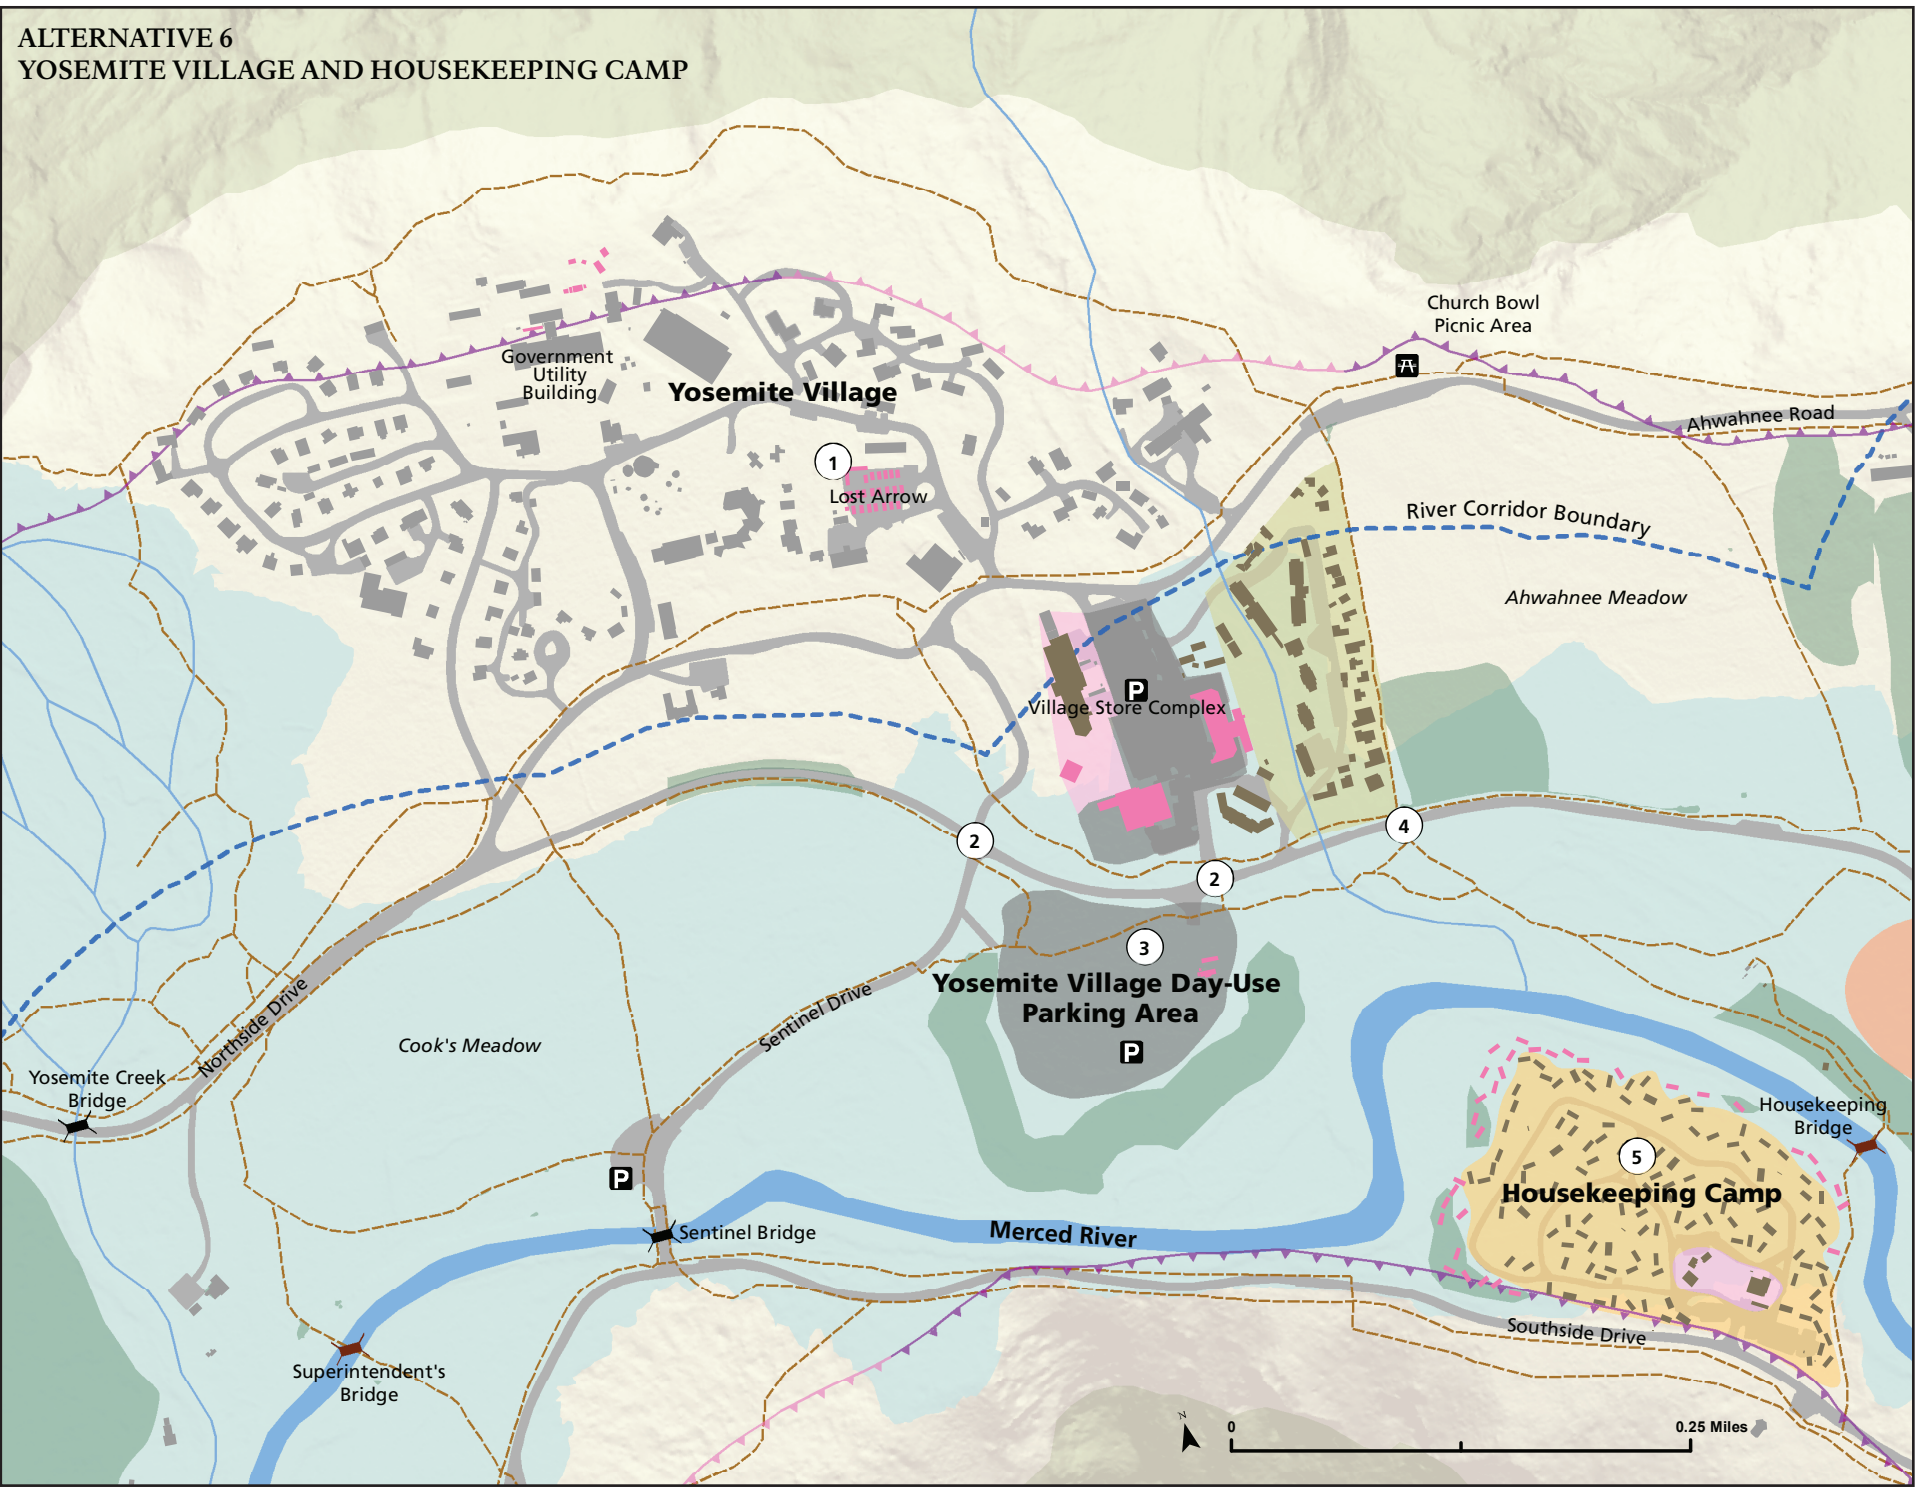 ALTERNATIVE 6
YOSEMITE VILLAGE AND HOUSEKEEPING CAMP
Church Bowl
Picnic Area
Government
Utility
Building
Yosemite Village
Ahwahnee Road
1
Lost Arrow
River Corridor Boundary
Ahwahnee Meadow
P
Village Store Complex
2
4
2
3
Yosemite Village Day-Use
Parking Area
P
Northside Drive
Sentinel Drive
Cook's Meadow
Yosemite Creek
Bridge
Housekeeping
Bridge
5
Housekeeping Camp
P
Sentinel Bridge
Merced River
Southside Drive
Superintendent's
Bridge
N
0
0.25 Miles